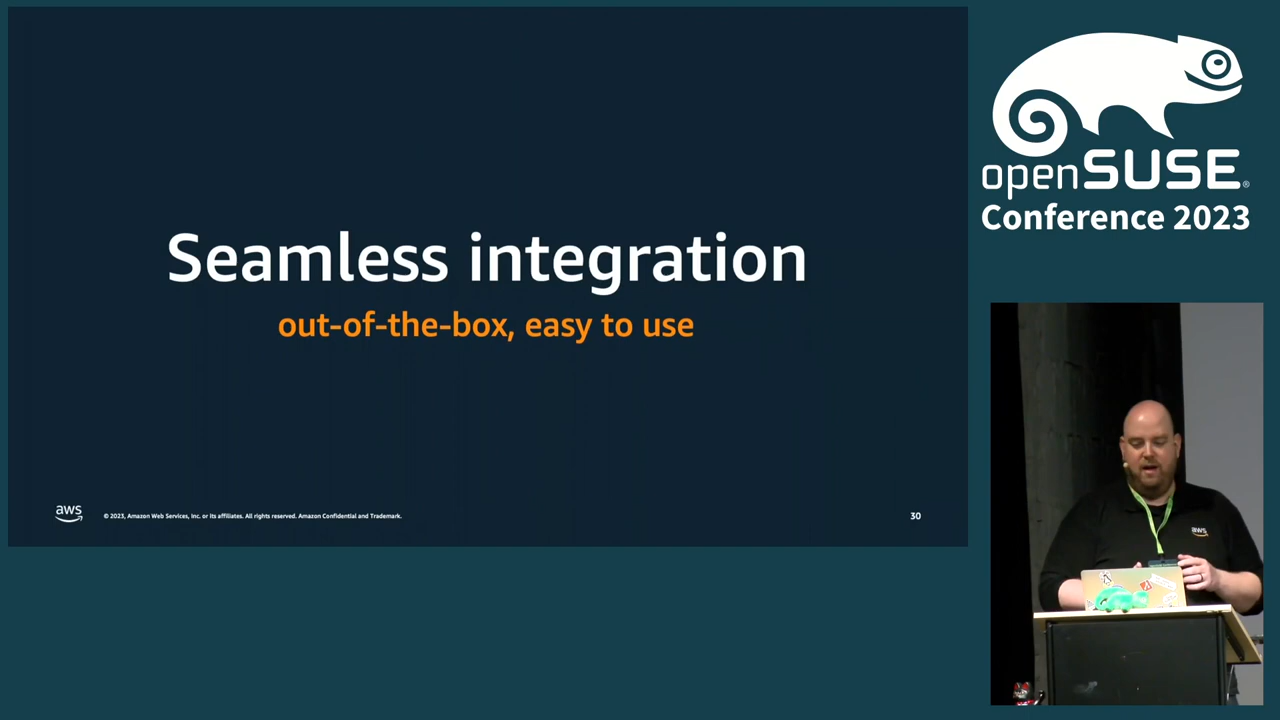 Seamless integration
out-of-the-box, easy to use
aws
© 2023, Amazon Web Services, Inc. or its affiliates. All rights reserved. Amazon Confidential and Trademark.
30
openSUSE®
Conference 2023
aws